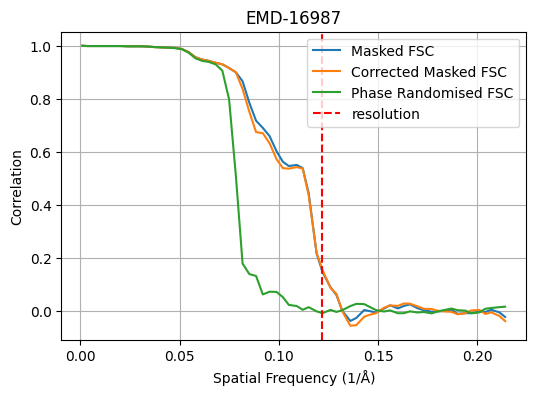 EMD-16987
Masked FSC
Corrected Masked FSC
Phase Randomised FSC
resolution
Correlation
1.0
0.8
0.6
0.4
0.2
0.0
0.00 0.05 0.10 0.15 0.20
Spatial Frequency (1/Å)